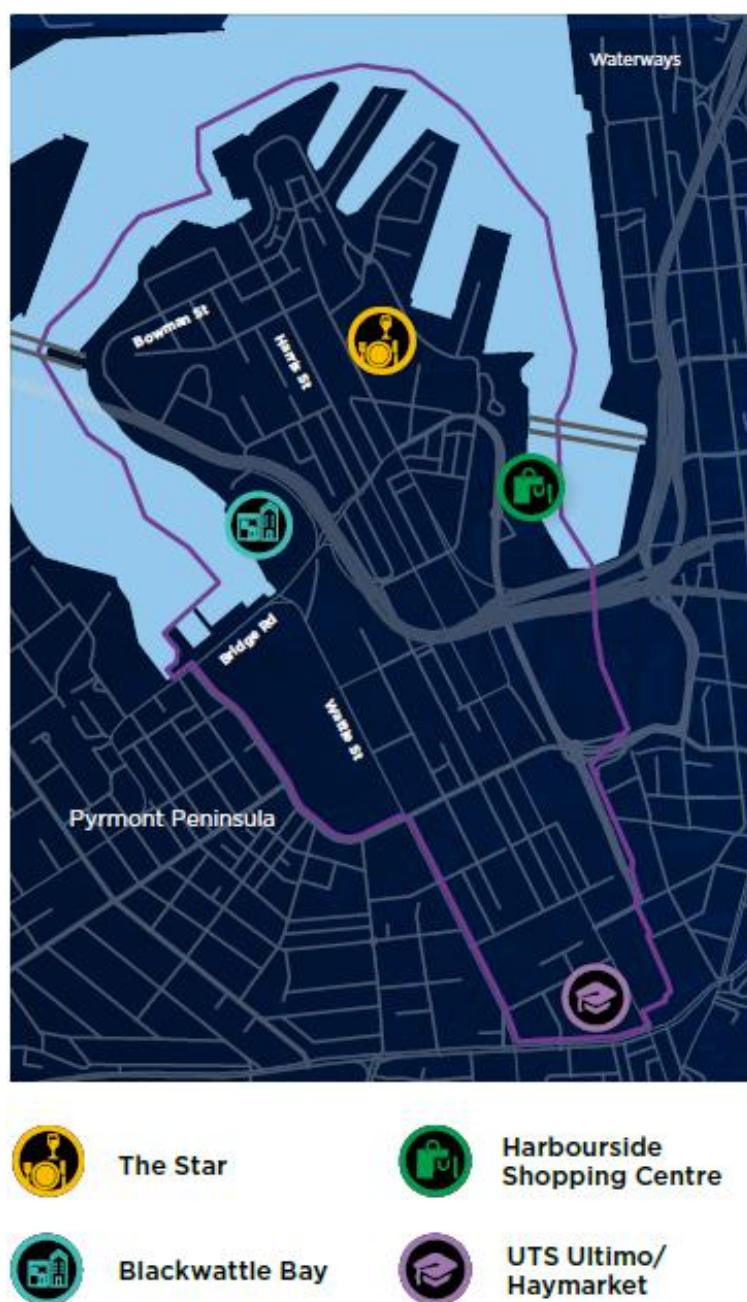 Waterways
Bowman St
Harris St
Bridge Rd
Wattle St
Pyrmont Peninsula
The Star
Harbourside
Shopping Centre
Blackwattle Bay
UTS Ultimo/
Haymarket